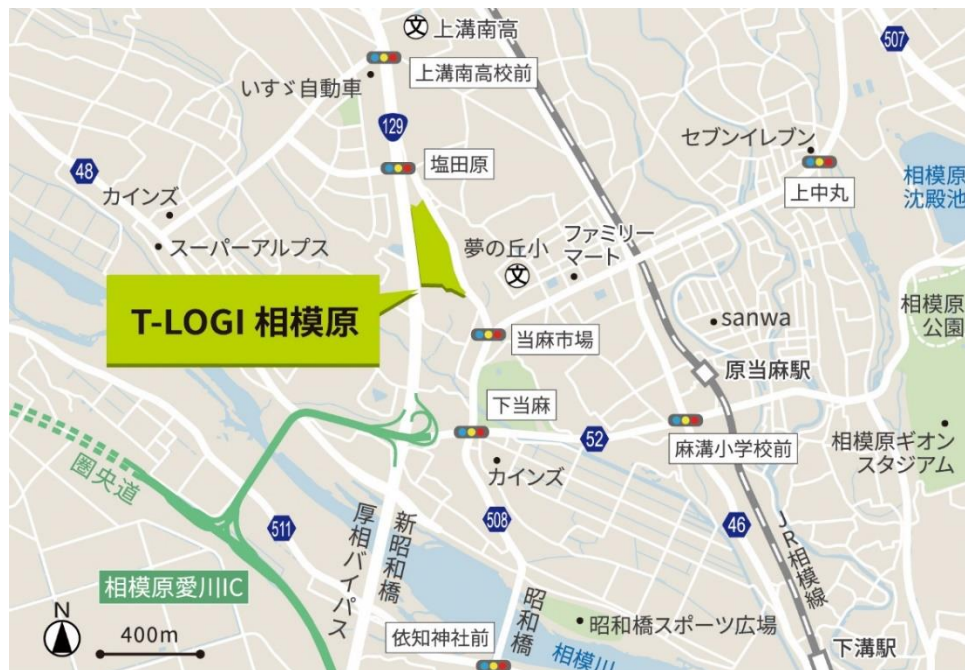 上溝南高
507
上溝南高校前
いすゞ自動車
129
セブンイレブン
塩田原
48
上中丸
相模原
沈殿池
カインズ
ファミリー
マート
夢の丘小
スーパーアルプス
T-LOGI 相模原
sanwa
相模原
公園
当麻市場
原当麻駅
下当麻
52
麻溝小学校前
相模原ギオン
スタジアム
カインズ
圏央道
511
508
46
厚相バイパス
新昭和橋
JR相模線
相模原愛川IC
昭和橋
N
400m
昭和橋スポーツ広場
依知神社前
相模川
下溝駅